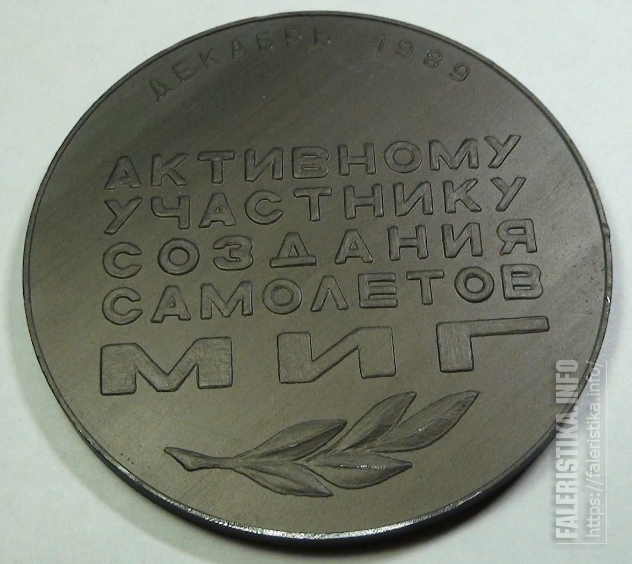 ДЕКАБРЬ 1989
АКТИВНОМУ
УЧАСТНИКУ
СОЗДАНИЯ
САМОЛЕТОВ
МИГ
FALERISTIKA.INFO
https://faleristika.info/